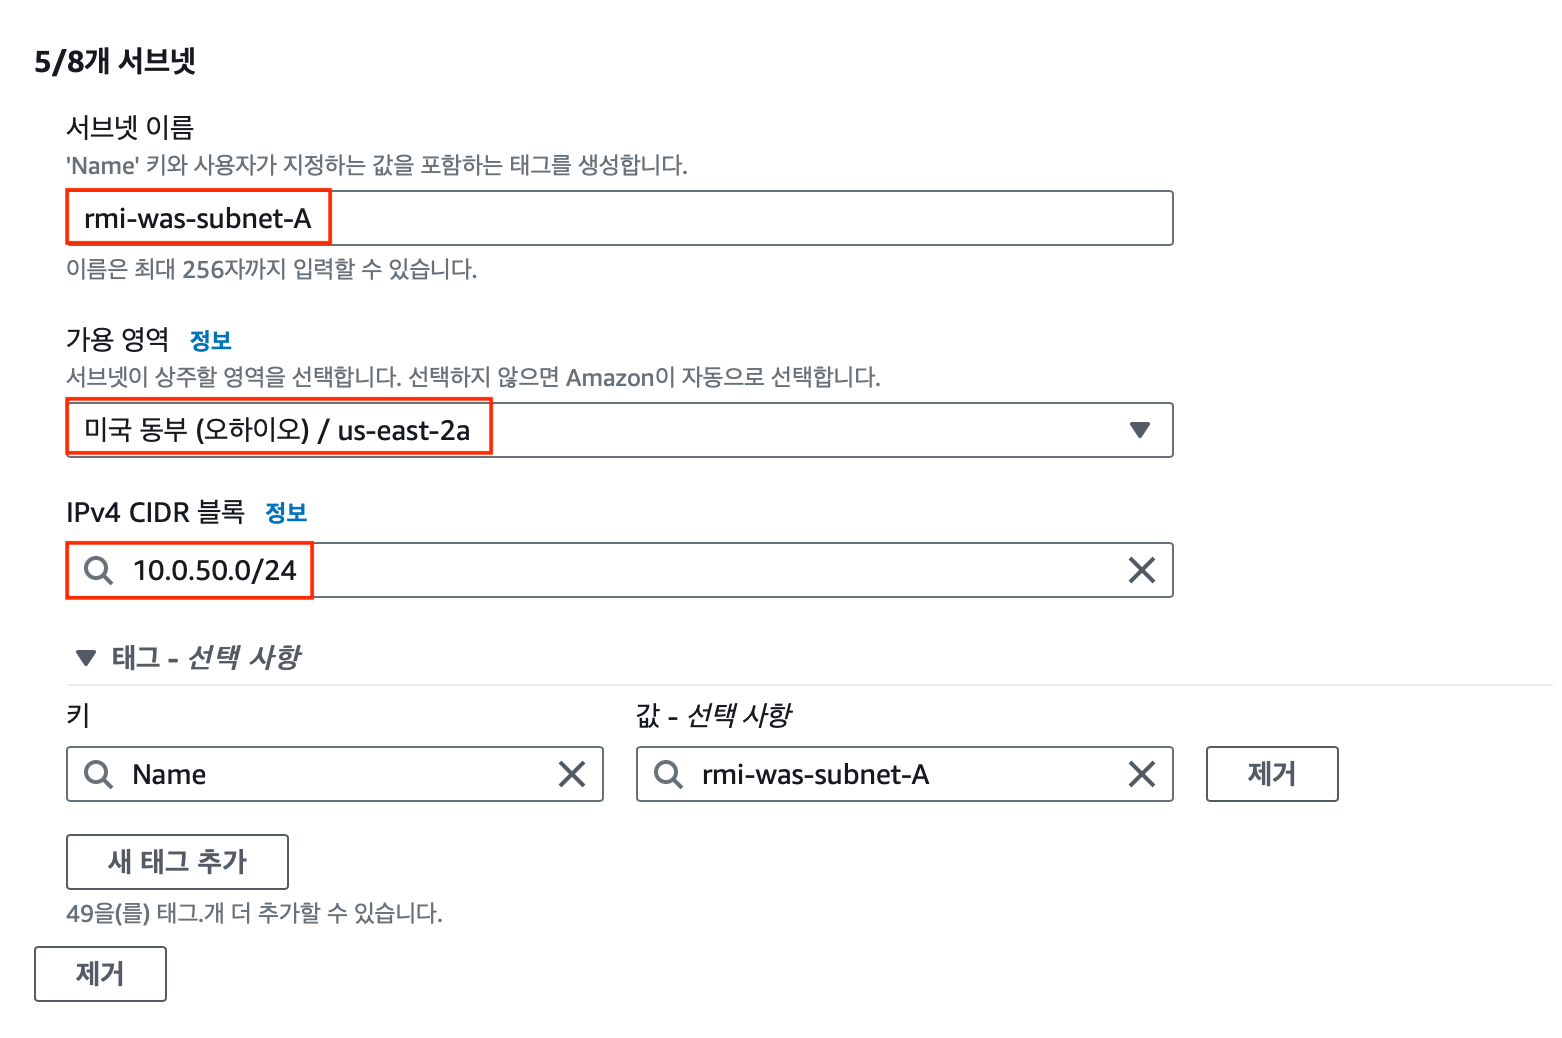 5/8개 서브넷
서브넷 이름
'Name' 키와 사용자가 지정하는 값을 포함하는 태그를 생성합니다.
rmi-was-subnet-A
이름은 최대 256자까지 입력할 수 있습니다.
가용 영역 정보
서브넷이 상주할 영역을 선택합니다. 선택하지 않으면 Amazon이 자동으로 선택합니다.
미국 동부 (오하이오) / us-east-2a
IPv4 CIDR 블록 정보
10.0.50.0/24
태그 - 선택 사항
키 값 - 선택 사항
Name rmi-was-subnet-A 제거
새 태그 추가
49을(를) 태그.개 더 추가할 수 있습니다.
제거